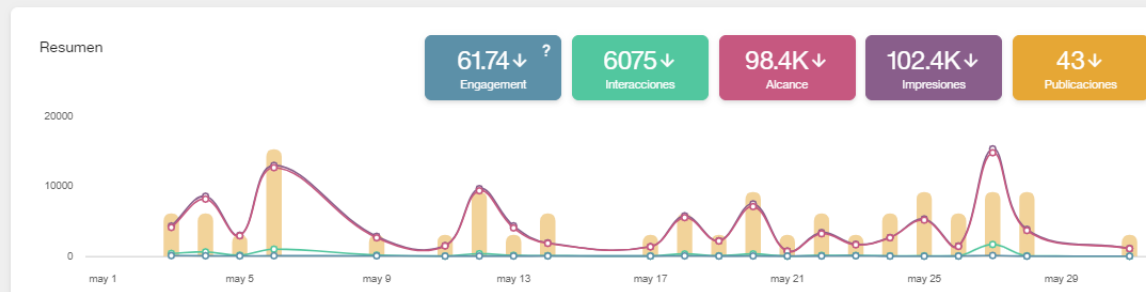 Resumen
61.74↓ ?
Engagement
6075↓
Interacciones
98.4K↓
Alcance
102.4K↓
Impresiones
43↓
Publicaciones
20000
10000
0
may 1 may 5 may 9 may 13 may 17 may 21 may 25 may 29